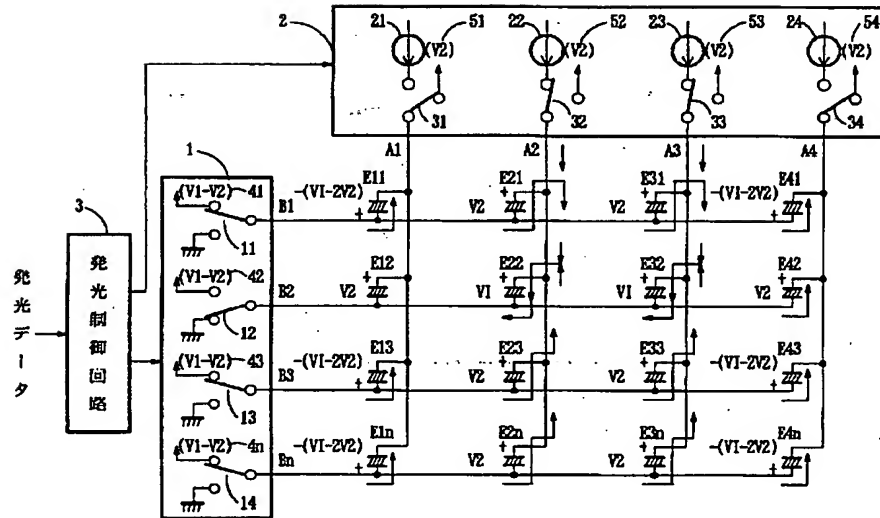 2 21 (V2) 51 22 (V2) 52 23 (V2) 53 24 (V2) 54
31 32 33 34
1 A1 A2 A3 A4
3 (V1-V2) 41 11 B1 -(V1-2V2) E11 + V2 E21 + V2 E31 + -(V1-2V2) E41 +
(V1-V2) 42 12 B2 E12 + V2 E22 + V1 E32 + V1 E42 + V2
(V1-V2) 43 13 B3 E13 -(V1-2V2) + E23 + V2 E33 + V2 E43 -(V1-2V2) +
(V1-V2) 4n 14 Bn E1n -(V1-2V2) + E2n + V2 E3n + V2 E4n -(V1-2V2) +
発光データ
発光制御回路